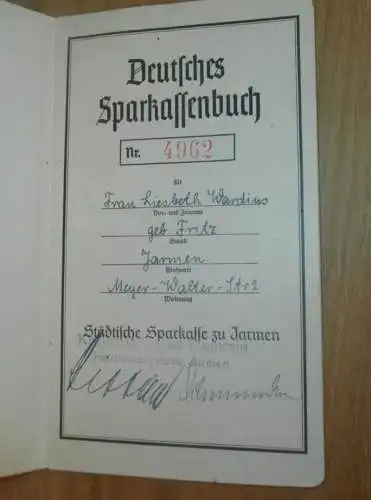 Deutsches
Sparkassenbuch
Nr. 4962
für
Frau Liesbeth Wardius
Vor- und Zuname
geb. Fritz
Stand
Jarmen
Wohnort
Meyer-Walter-Str 2
Wohnung
Städtische Sparkasse zu Jarmen
Jarmen